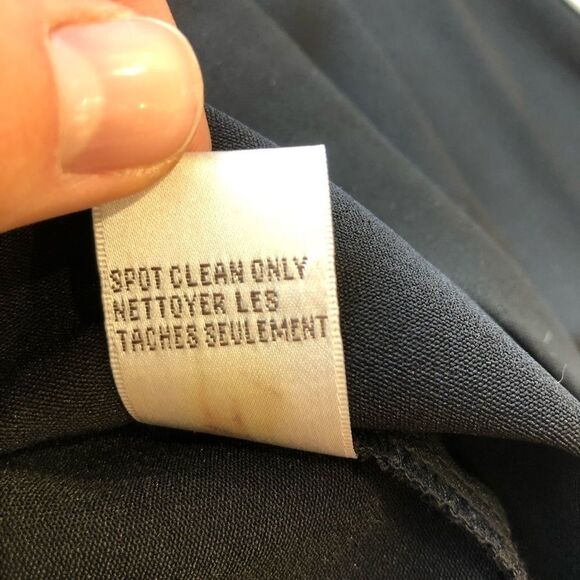 SPOT CLEAN ONLY
NETTOYER LES
TACHES SEULEMENT